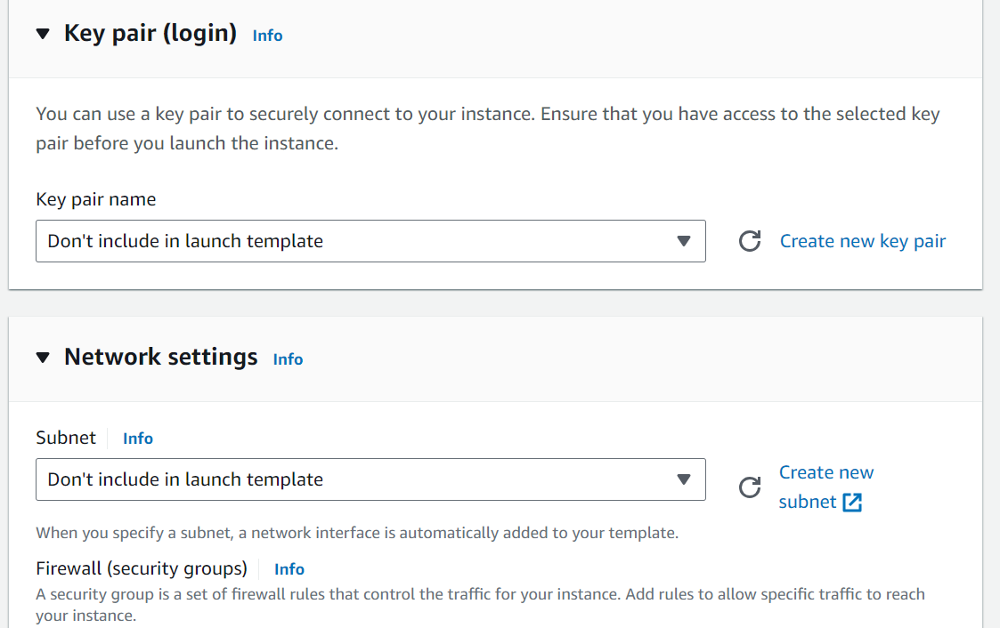 Key pair (login) Info
You can use a key pair to securely connect to your instance. Ensure that you have access to the selected key
pair before you launch the instance.
Key pair name
Don't include in launch template
Create new key pair
Network settings Info
Subnet Info
Don't include in launch template
Create new
subnet
When you specify a subnet, a network interface is automatically added to your template.
Firewall (security groups) Info
A security group is a set of firewall rules that control the traffic for your instance. Add rules to allow specific traffic to reach
your instance.